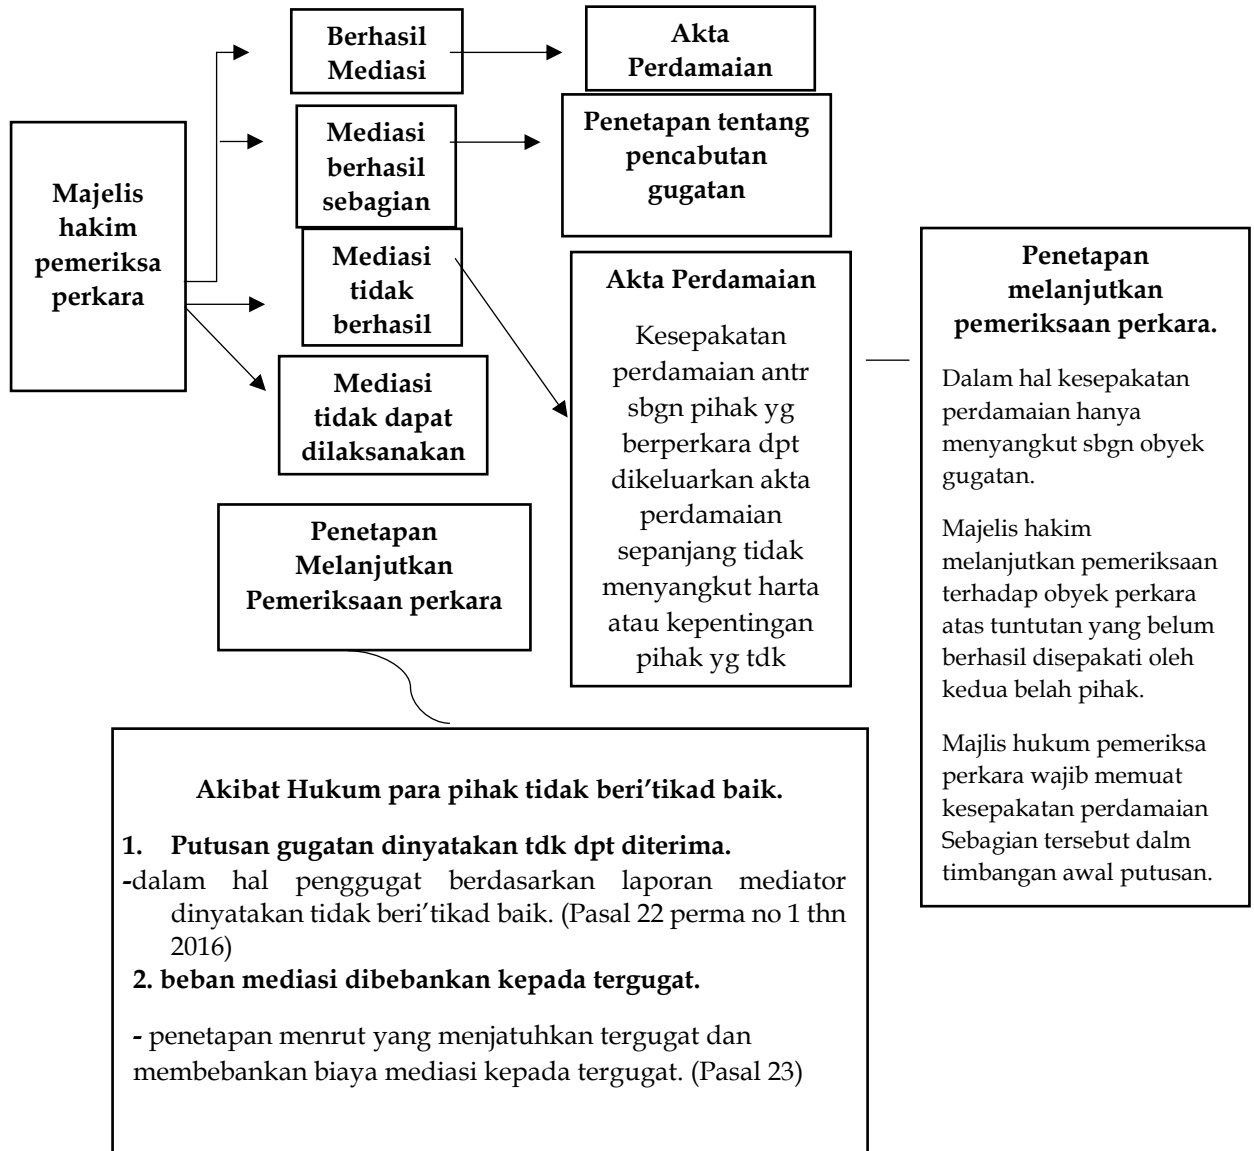 Berhasil
Mediasi
Akta
Perdamaian
Majelis
hakim
pemeriksa
perkara
Mediasi
berhasil
sebagian
Penetapan tentang
pencabutan
gugatan
Mediasi
tidak
berhasil
Mediasi
tidak dapat
dilaksanakan
Akta Perdamaian
Kesepakatan
perdamaian antr
sbgn pihak yg
berperkara dpt
dikeluarkan akta
perdamaian
sepanjang tidak
menyangkut harta
atau kepentingan
pihak yg tdk
Penetapan
melanjutkan
pemeriksaan perkara.
Dalam hal kesepakatan
perdamaian hanya
menyangkut sbgn obyek
gugatan.
Majelis hakim
melanjutkan pemeriksaan
terhadap obyek perkara
atas tuntutan yang belum
berhasil disepakati oleh
kedua belah pihak.
Majlis hukum pemeriksa
perkara wajib memuat
kesepakatan perdamaian
Sebagian tersebut dalm
timbangan awal putusan.
Penetapan
Melanjutkan
Pemeriksaan perkara
Akibat Hukum para pihak tidak beri’tikad baik.
1. Putusan gugatan dinyatakan tdk dpt diterima.
-dalam hal penggugat berdasarkan laporan mediator
dinyatakan tidak beri’tikad baik. (Pasal 22 perma no 1 thn
2016)
2. beban mediasi dibebankan kepada tergugat.
- penetapan menrut yang menjatuhkan tergugat dan
membebankan biaya mediasi kepada tergugat. (Pasal 23)